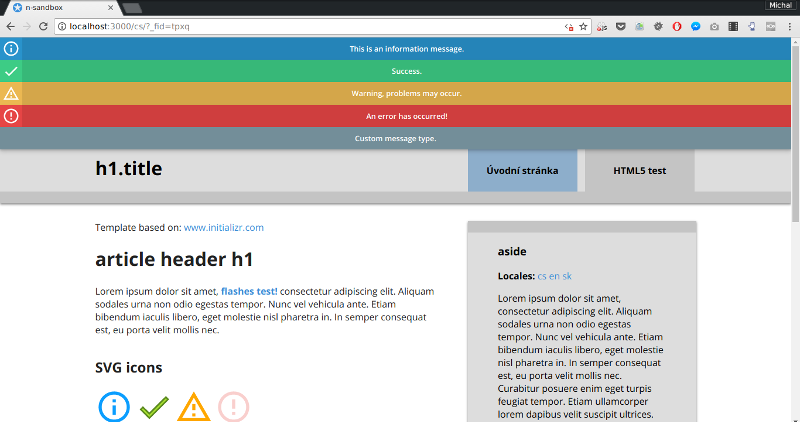 n-sandbox
Michal
localhost:3000/cs/?_fid=tpxq
This is an information message.
Success.
Warning, problems may occur.
An error has occurred!
Custom message type.
h1.title
Úvodní stránka
HTML5 test
Template based on: www.initializr.com
article header h1
Lorem ipsum dolor sit amet, flashes test! consectetur adipiscing elit. Aliquam
sodales urna non odio egestas tempor. Nunc vel vehicula ante. Etiam
bibendum iaculis libero, eget molestie nisl pharetra in. In semper consequat
est, eu porta velit mollis nec.
SVG icons
aside
Locales: cs en sk
Lorem ipsum dolor sit amet,
consectetur adipiscing elit.
Aliquam sodales urna non odio
egestas tempor. Nunc vel
vehicula ante. Etiam
bibendum iaculis libero, eget
molestie nisl pharetra in. In
semper consequat est, eu
porta velit mollis nec.
Curabitur posuere enim eget turpis
feugiat tempor. Etiam ullamcorper
lorem dapibus velit suscipit ultrices.